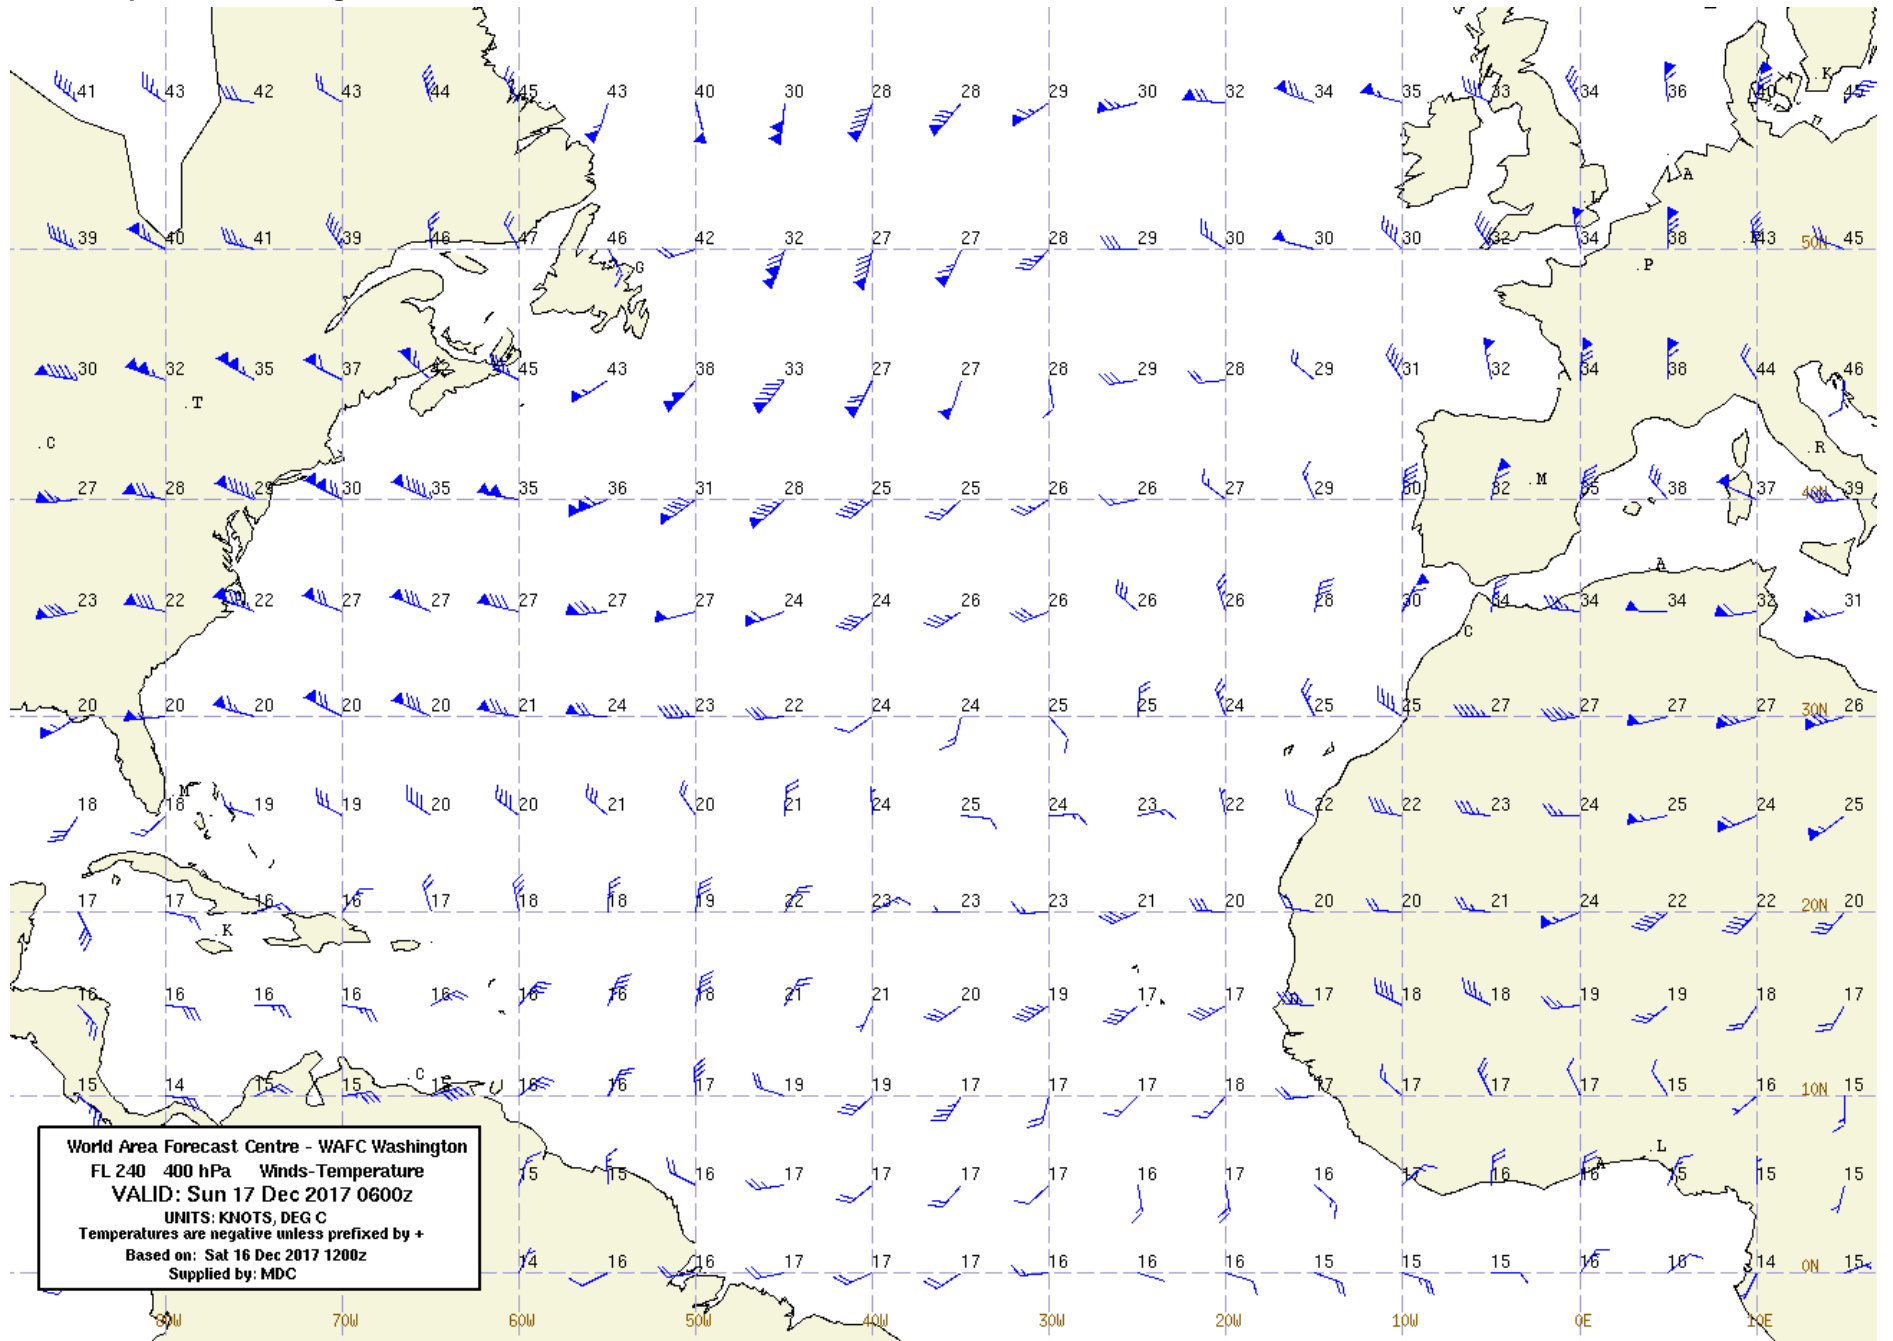 41 43 42 43 44 45 43 40 30 28 28 29 30 32 34 35 33 34 36 40 45
.K
A
.L
39 40 41 39 46 47 46 42 32 27 27 28 29 30 30 30 32 34 38 43 50N 45
G
.P
30 32 35 37 42 45 43 38 33 27 27 28 29 28 29 31 32 34 38 44 46
.T
.C
.R
27 28 29 30 35 35 36 31 28 25 25 26 26 27 29 30 32 .M 35 38 37 40N 39
A
23 22 22 27 27 27 27 27 24 24 26 26 26 26 28 30 34 34 34 32 31
C
20 20 20 20 20 21 24 23 22 24 24 25 25 24 25 25 27 27 27 27 30N 26
.M
18 18 19 19 20 20 21 20 21 24 25 24 23 22 22 22 23 24 25 24 25
17 17 16 16 17 18 18 19 22 23 23 23 21 20 20 20 21 24 22 22 20N 20
.K
16 16 16 16 16 16 16 18 21 21 20 19 17 17 17 18 18 19 19 18 17
.C
15 14 15 15 15 16 16 17 19 19 17 17 17 18 17 17 17 17 15 16 10N 15
.L
A
15 15 16 17 17 17 17 16 17 16 16 16 16 15 15 15
14 16 16 17 17 17 16 16 16 15 15 15 16 16 14 0N 15
World Area Forecast Centre - WAFC Washington
FL 240 400 hPa Winds-Temperature
VALID: Sun 17 Dec 2017 0600z
UNITS: KNOTS, DEG C
Temperatures are negative unless prefixed by +
Based on: Sat 16 Dec 2017 1200z
Supplied by: MDC
80W 70W 60W 50W 40W 30W 20W 10W 0E 10E